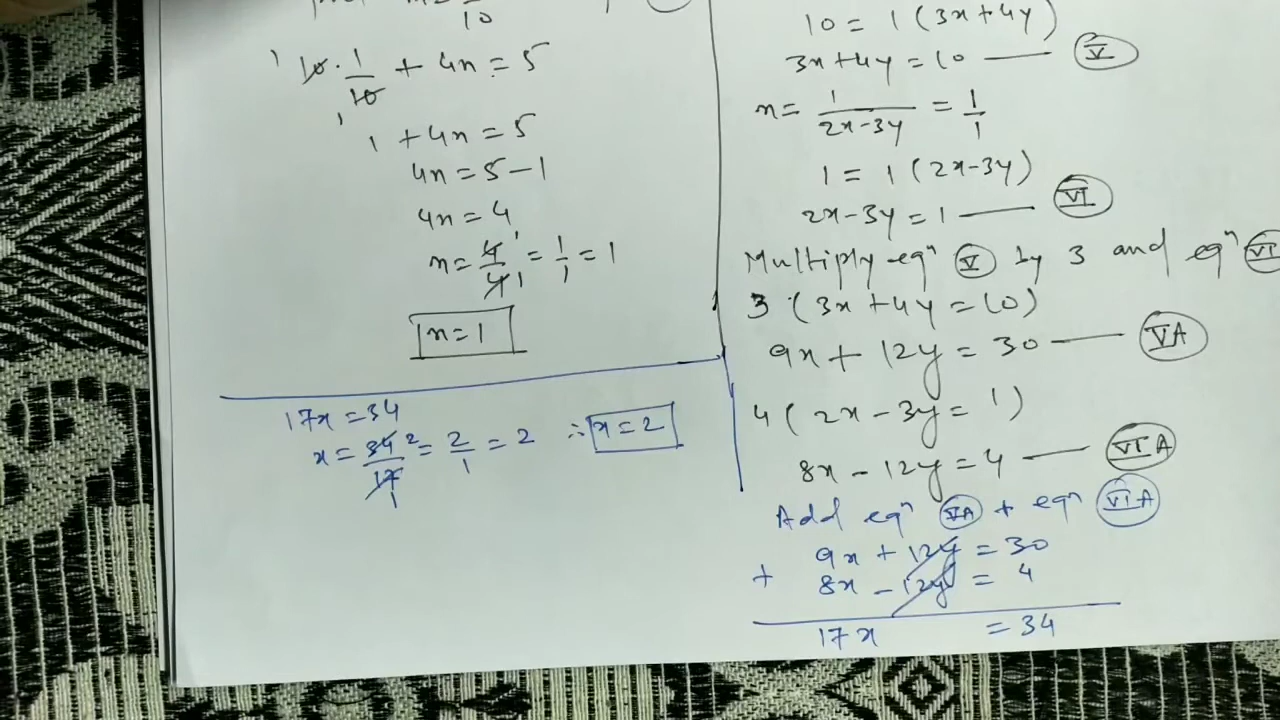 10
10 · 1/10 + 4n = 5
1 + 4n = 5
4n = 5 - 1
4n = 4
n = 4/4 = 1/1 = 1
n = 1
17x = 34
x = 34/17 = 2/1 = 2 ∴ x = 2
10 = 1 (3x + 4y)
3x + 4y = 10 — V
n = 1/(2x - 3y) = 1/1
1 = 1 (2x - 3y)
2x - 3y = 1 — VI
Multiply eqⁿ V by 3 and eqⁿ VI
3 (3x + 4y = 10)
9x + 12y = 30 — VA
4 (2x - 3y = 1)
8x - 12y = 4 — VIA
Add eqⁿ VA + eqⁿ VIA
9x + 12y = 30
+ 8x - 12y = 4
17x = 34